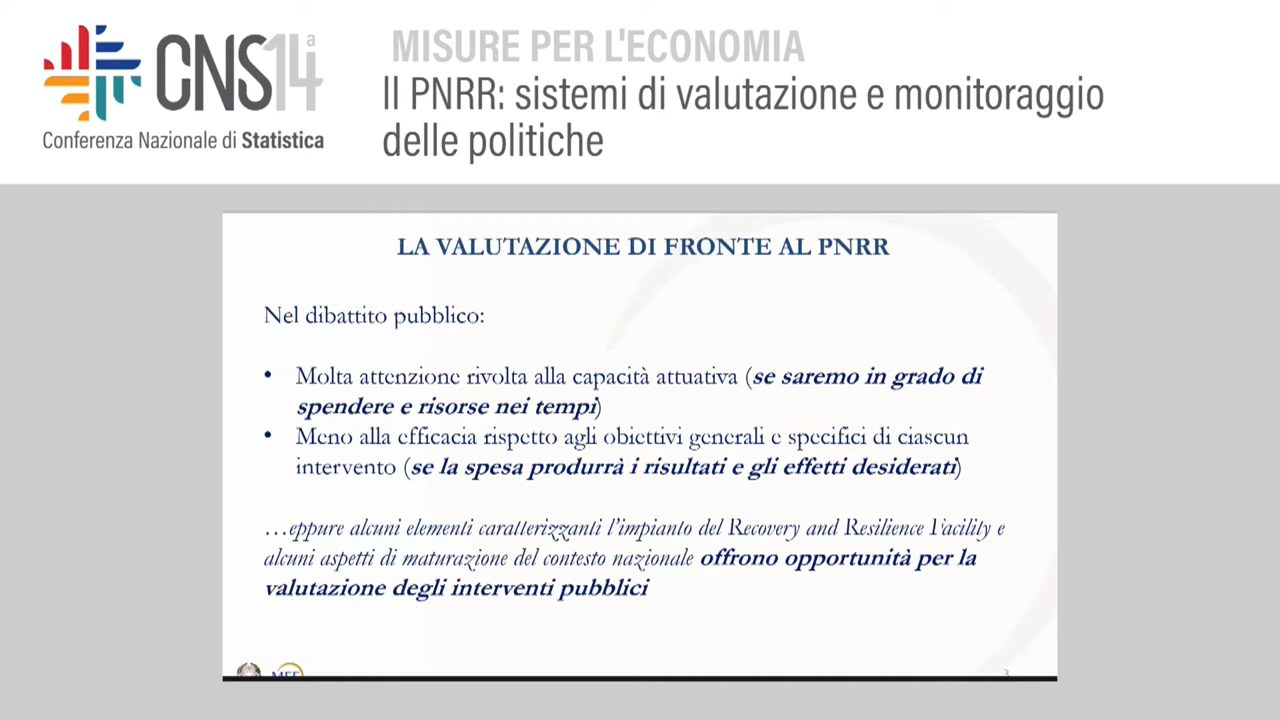 CNS14ª
Conferenza Nazionale di Statistica
MISURE PER L'ECONOMIA
Il PNRR: sistemi di valutazione e monitoraggio
delle politiche
LA VALUTAZIONE DI FRONTE AL PNRR
Nel dibattito pubblico:
• Molta attenzione rivolta alla capacità attuativa (se saremo in grado di
spendere e risorse nei tempi)
• Meno alla efficacia rispetto agli obiettivi generali e specifici di ciascun
intervento (se la spesa produrrà i risultati e gli effetti desiderati)
…eppure alcuni elementi caratterizzanti l'impianto del Recovery and Resilience Facility e
alcuni aspetti di maturazione del contesto nazionale offrono opportunità per la
valutazione degli interventi pubblici
MEF
3